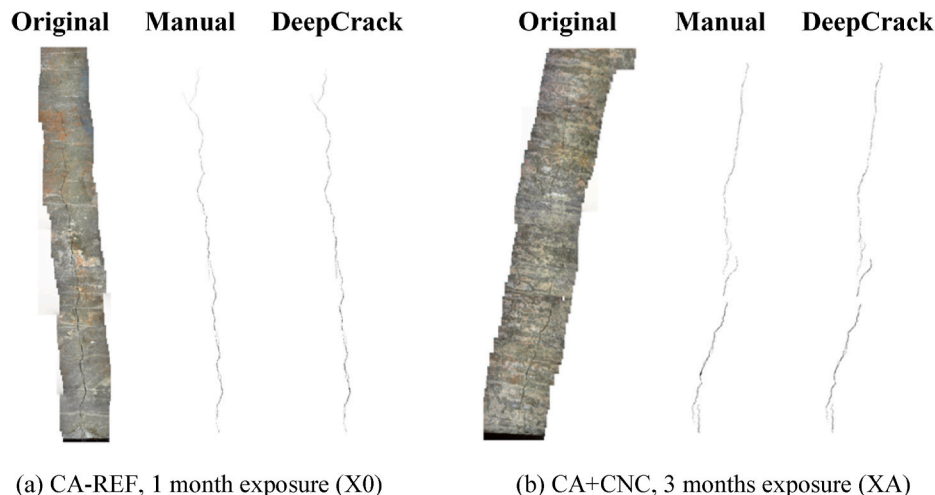 Original Manual DeepCrack Original Manual DeepCrack
(a) CA-REF, 1 month exposure (X0) (b) CA+CNC, 3 months exposure (XA)